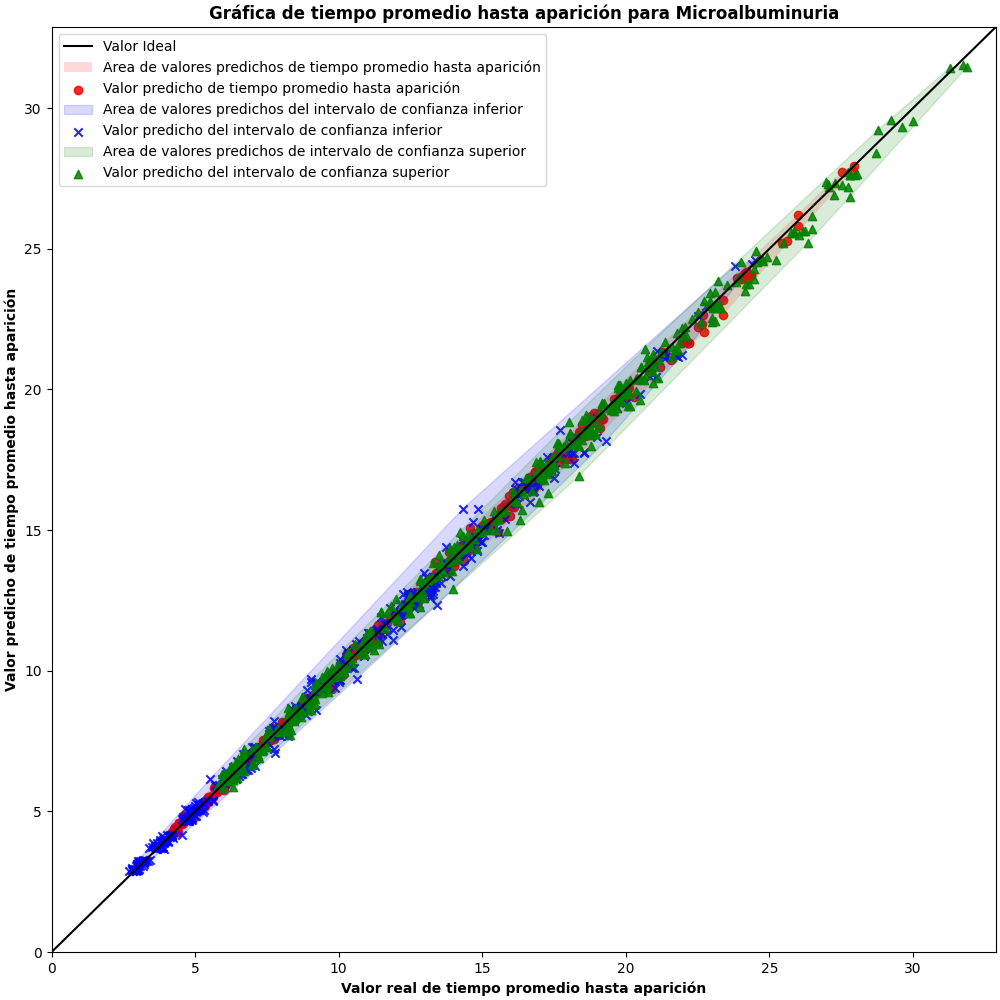 Gráfica de tiempo promedio hasta aparición para Microalbuminuria
Valor Ideal
Area de valores predichos de tiempo promedio hasta aparición
Valor predicho de tiempo promedio hasta aparición
Area de valores predichos del intervalo de confianza inferior
Valor predicho del intervalo de confianza inferior
Area de valores predichos de intervalo de confianza superior
Valor predicho del intervalo de confianza superior
Valor predicho de tiempo promedio hasta aparición
30
25
20
15
10
5
0
0 5 10 15 20 25 30
Valor real de tiempo promedio hasta aparición